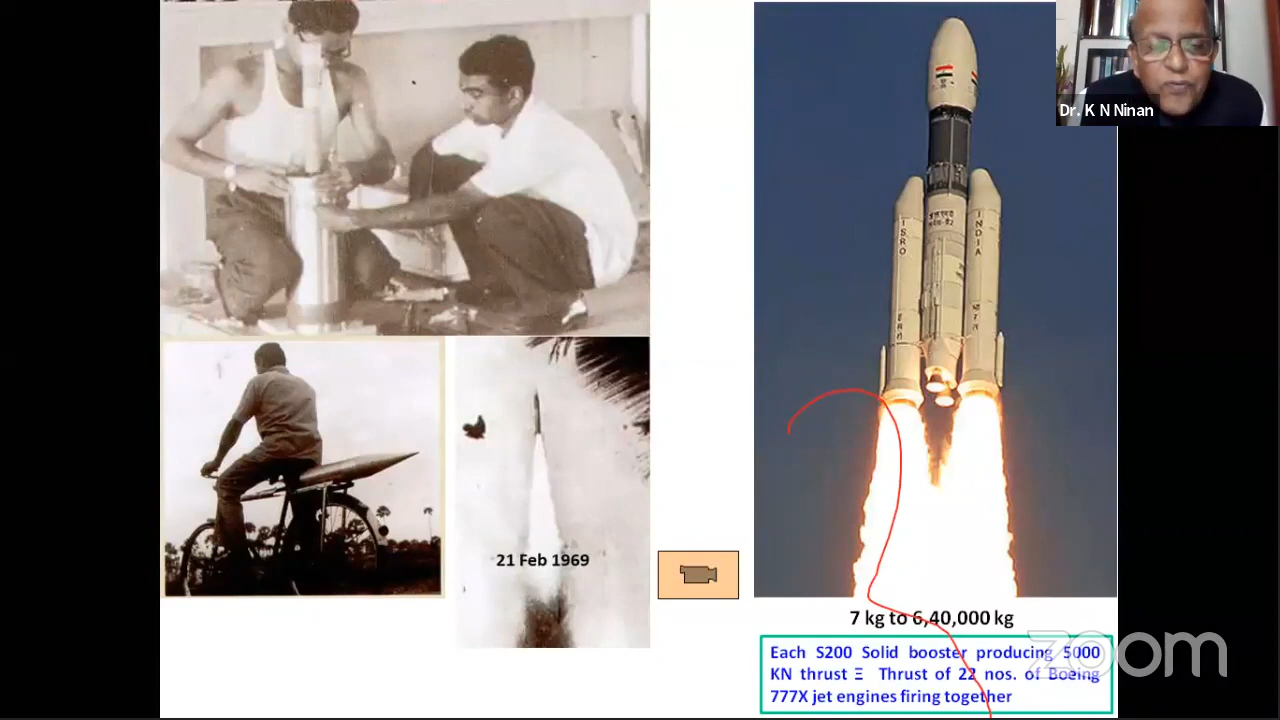 Dr. K N Ninan
ISRO
INDIA
21 Feb 1969
7 kg to 6,40,000 kg
Each S200 Solid booster producing 5000
KN thrust Ξ Thrust of 22 nos. of Boeing
777X jet engines firing together
zoom